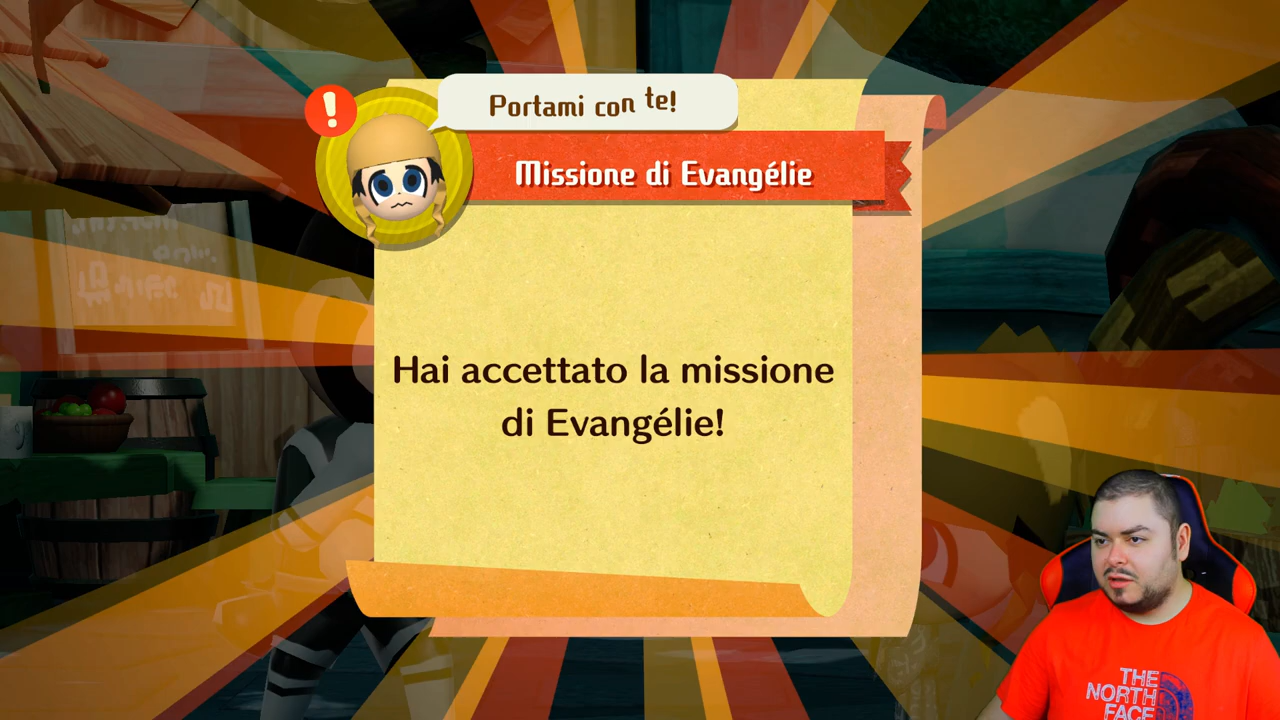 !
Portami con te!
Missione di Evangélie
Hai accettato la missione
di Evangélie!
THE
NORTH
FACE